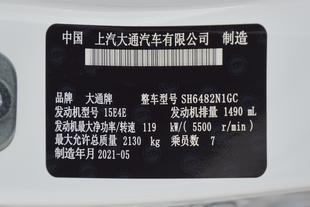 中国 上汽大通汽车有限公司 制造
品牌 大通牌 整车型号 SH6482N1GC
发动机型号 15E4E 发动机排量 1490 mL
发动机最大净功率/转速 119 kW/( 5500 r/min)
最大允许总质量 2130 kg 乘员数 7
制造年月 2021-05